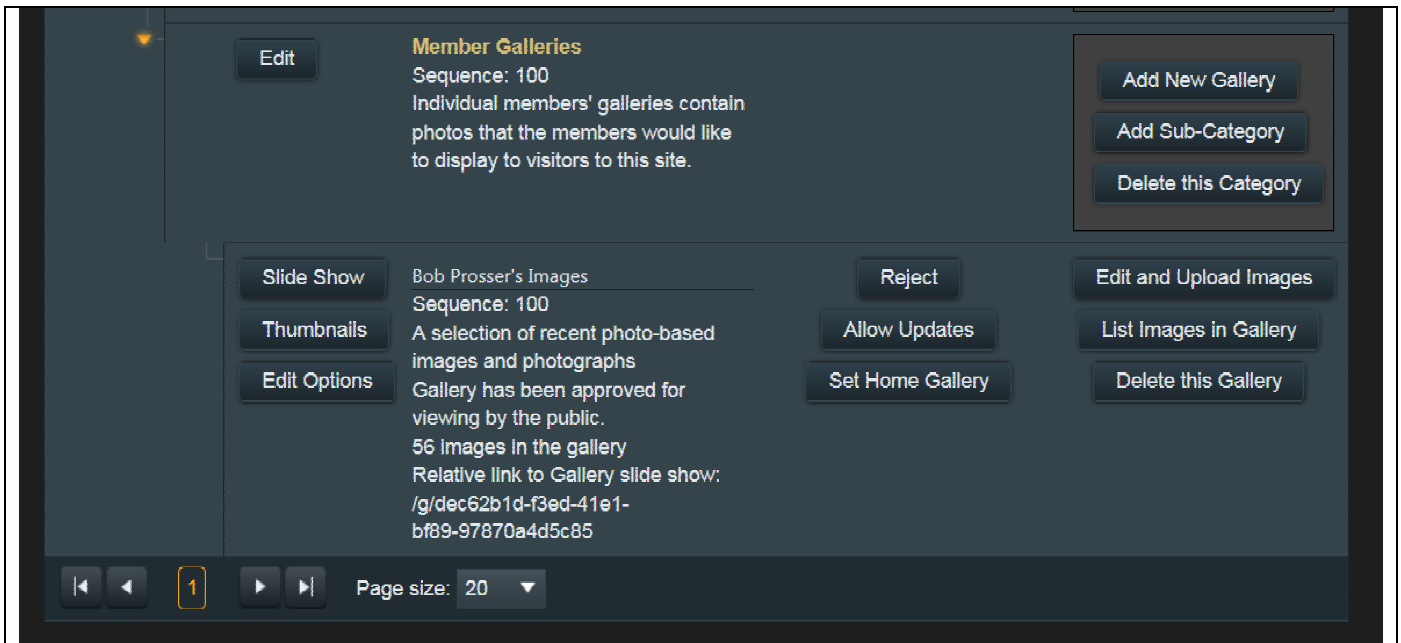 Edit
Member Galleries
Sequence: 100
Individual members' galleries contain
photos that the members would like
to display to visitors to this site.
Add New Gallery
Add Sub-Category
Delete this Category
Slide Show
Thumbnails
Edit Options
Bob Prosser's Images
Sequence: 100
A selection of recent photo-based
images and photographs
Gallery has been approved for
viewing by the public.
56 images in the gallery
Relative link to Gallery slide show:
/g/dec62b1d-f3ed-41e1-
bf89-97870a4d5c85
Reject
Allow Updates
Set Home Gallery
Edit and Upload Images
List Images in Gallery
Delete this Gallery
1
Page size: 20